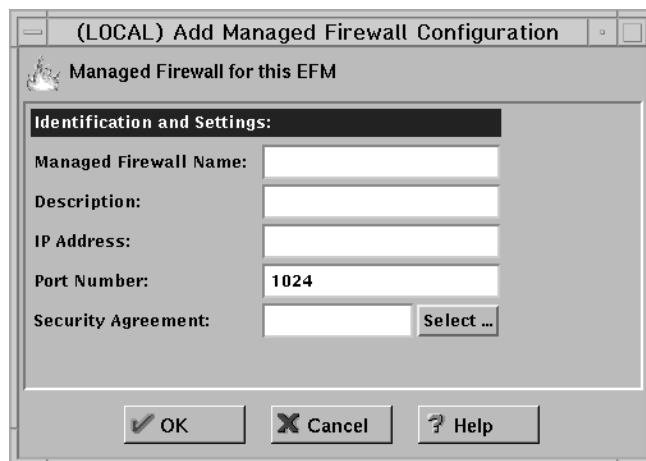 (LOCAL) Add Managed Firewall Configuration
Managed Firewall for this EFM
Identification and Settings:
Managed Firewall Name:
Description:
IP Address:
Port Number: 1024
Security Agreement: Select ...
OK Cancel ? Help